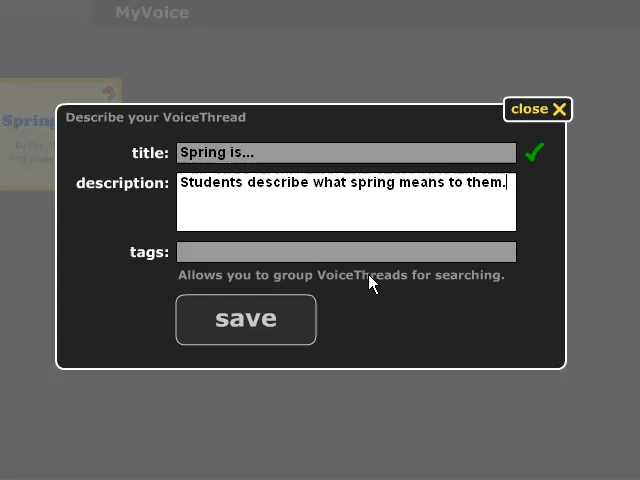 MyVoice
close X
Describe your VoiceThread
Spring
title: Spring is...
description: Students describe what spring means to them.
tags:
Allows you to group VoiceThreads for searching.
save